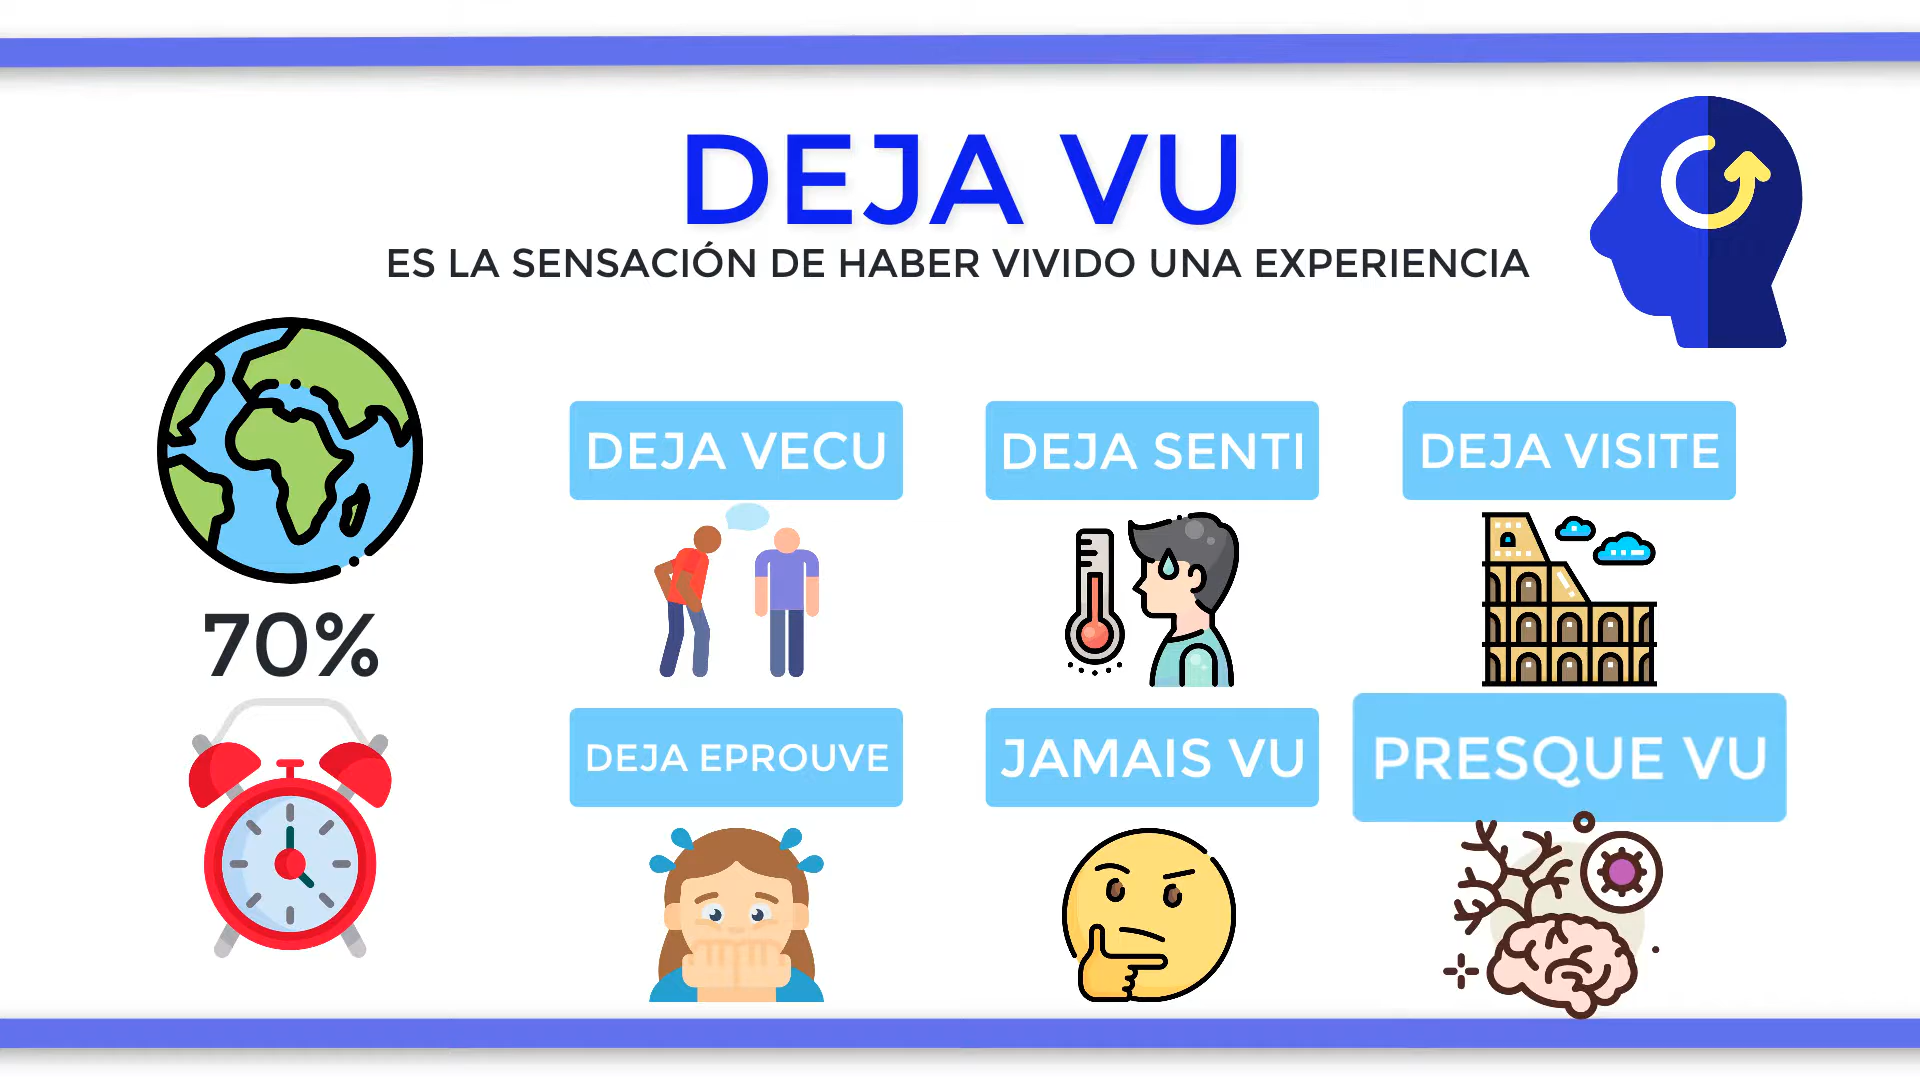 DEJA VU
ES LA SENSACIÓN DE HABER VIVIDO UNA EXPERIENCIA
70%
DEJA VECU
DEJA SENTI
DEJA VISITE
DEJA EPROUVE
JAMAIS VU
PRESQUE VU